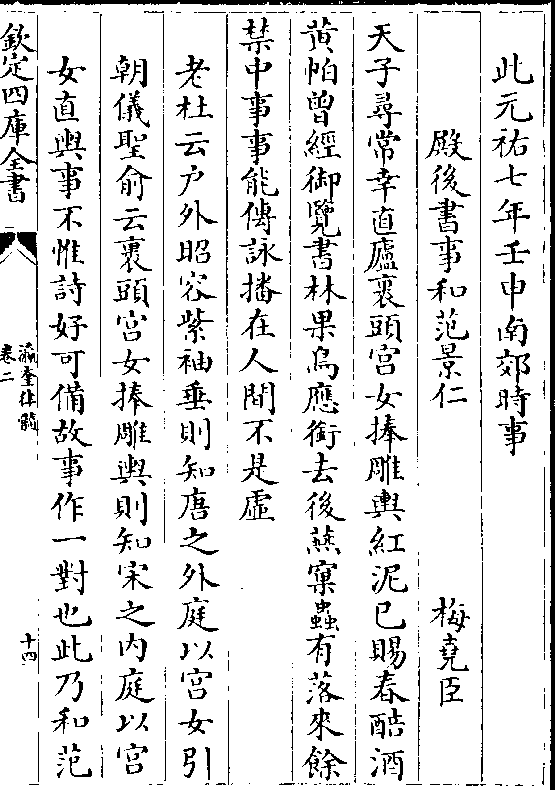 此元祐七年壬申南郊時事
殿後書事和范景仁　梅堯臣
天子尋常幸直廬裹頭宮女捧雕輿紅泥已賜春醅酒
黄帕曾經御覽書林果烏應銜去後燕窠蟲有落來餘
禁中事事能傳詠播在人間不是虛
老杜云户外昭容紫袖垂則知唐之外庭以宮女引
朝儀聖俞云裹頭宮女捧雕輿則知宋之内庭以宮
女直輿事不惟詩好可備故事作一對也此乃和范
欽定四庫全書
瀛奎律髓
卷二
十四